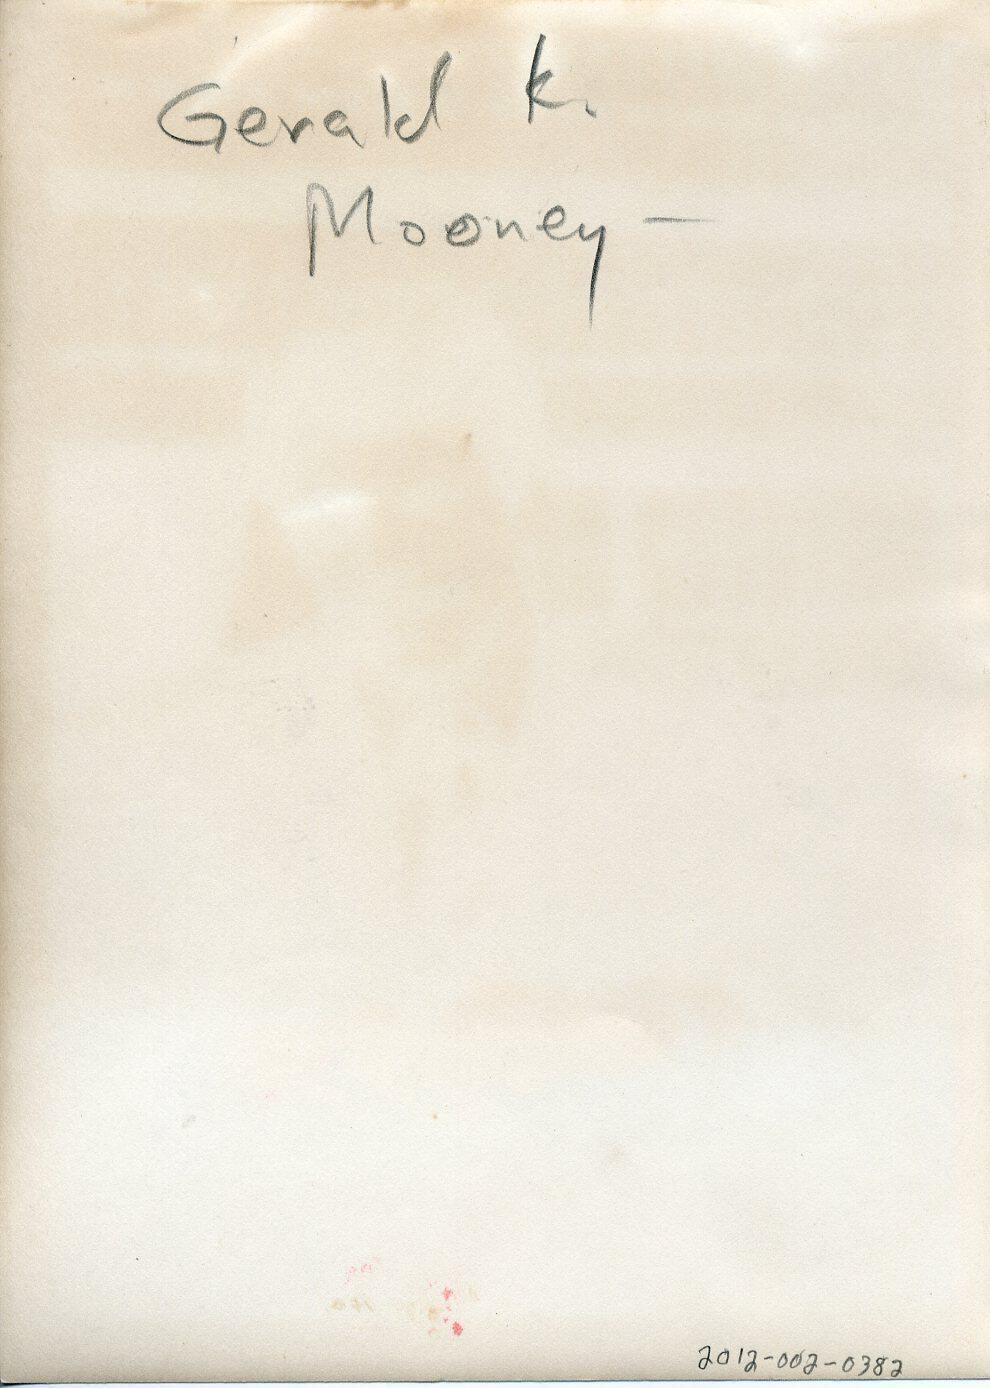 Gerald K.
Mooney —
2012-002-0382